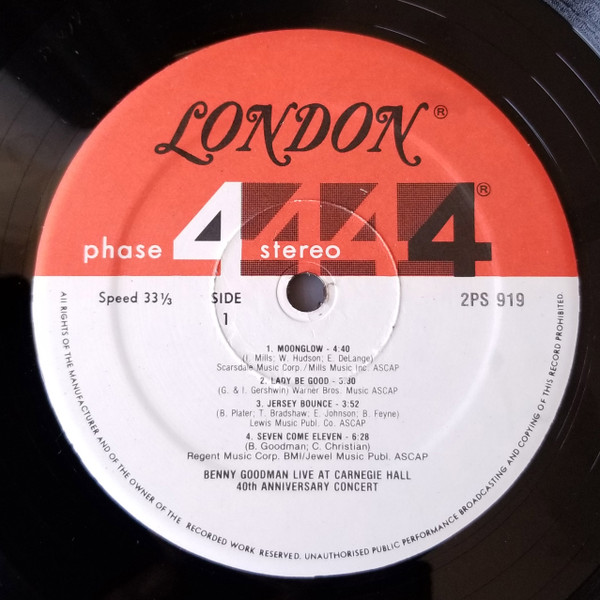 LONDON®
phase 4 stereo 4 4 4®
Speed 33⅓ SIDE 2PS 919
1
1. MOONGLOW - 4:40
(I. Mills; W. Hudson; E. DeLange)
Scarsdale Music Corp./Mills Music Inc. ASCAP
2. LADY BE GOOD - 3:30
(G. & I. Gershwin) Warner Bros. Music ASCAP
3. JERSEY BOUNCE - 3:52
(B. Plater; T. Bradshaw; E. Johnson; B. Feyne)
Lewis Music Publ. Co. ASCAP
4. SEVEN COME ELEVEN - 6:28
(B. Goodman; C. Christian)
Regent Music Corp. BMI/Jewel Music Publ. ASCAP
BENNY GOODMAN LIVE AT CARNEGIE HALL
40th ANNIVERSARY CONCERT
All RIGHTS OF THE MANUFACTURER AND OF THE OWNER OF THE RECORDED WORK RESERVED. UNAUTHORISED PUBLIC PERFORMANCE BROADCASTING AND COPYING OF THIS RECORD PROHIBITED.